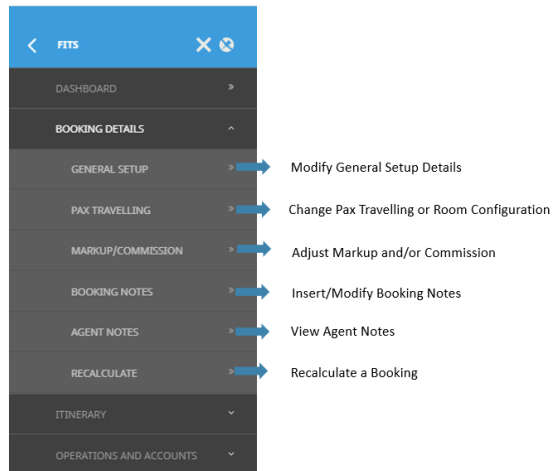 FITS
DASHBOARD
BOOKING DETAILS
GENERAL SETUP
Modify General Setup Details
PAX TRAVELLING
Change Pax Travelling or Room Configuration
MARKUP/COMMISSION
Adjust Markup and/or Commission
BOOKING NOTES
Insert/Modify Booking Notes
AGENT NOTES
View Agent Notes
RECALCULATE
Recalculate a Booking
ITINERARY
OPERATIONS AND ACCOUNTS